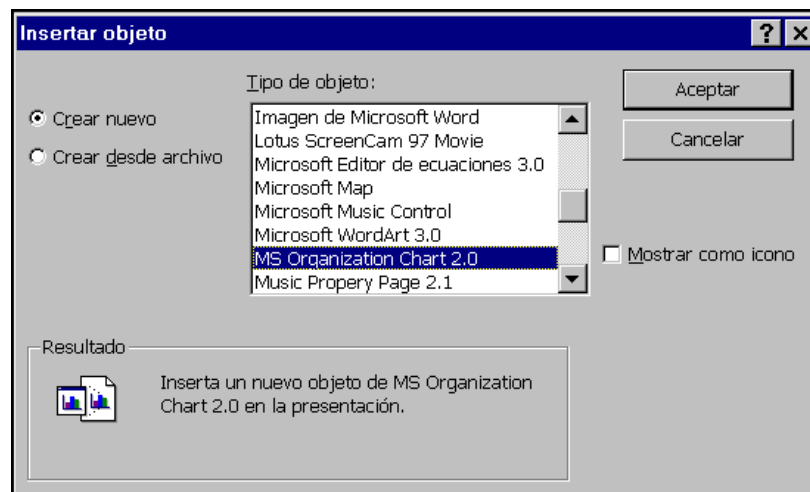 Insertar objeto
Tipo de objeto:
Crear nuevo
Crear desde archivo
Imagen de Microsoft Word
Lotus ScreenCam 97 Movie
Microsoft Editor de ecuaciones 3.0
Microsoft Map
Microsoft Music Control
Microsoft WordArt 3.0
MS Organization Chart 2.0
Music Propery Page 2.1
Aceptar
Cancelar
Mostrar como icono
Resultado
Inserta un nuevo objeto de MS Organization
Chart 2.0 en la presentación.